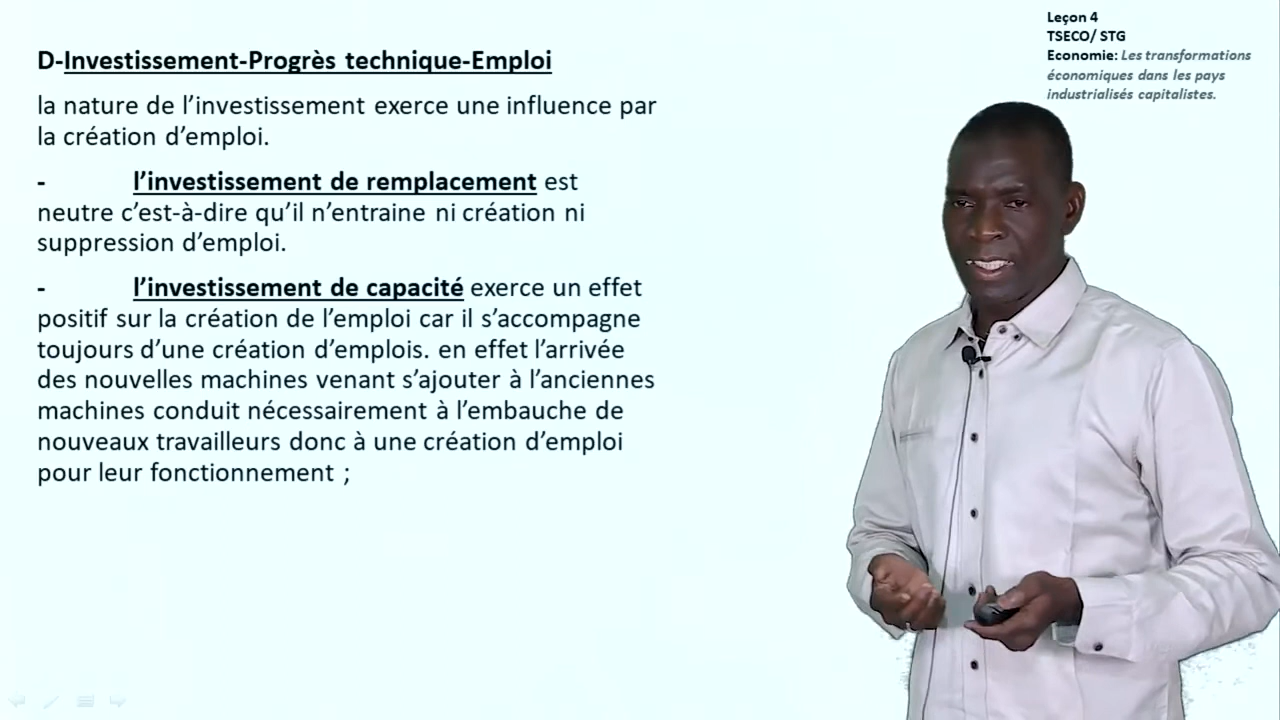 D-Investissement-Progrès technique-Emploi
la nature de l'investissement exerce une influence par
la création d'emploi.
- l'investissement de remplacement est
neutre c'est-à-dire qu'il n'entraine ni création ni
suppression d'emploi.
- l'investissement de capacité exerce un effet
positif sur la création de l'emploi car il s'accompagne
toujours d'une création d'emplois. en effet l'arrivée
des nouvelles machines venant s'ajouter à l'anciennes
machines conduit nécessairement à l'embauche de
nouveaux travailleurs donc à une création d'emploi
pour leur fonctionnement ;
Leçon 4
TSECO/ STG
Economie: Les transformations
économiques dans les pays
industrialisés capitalistes.